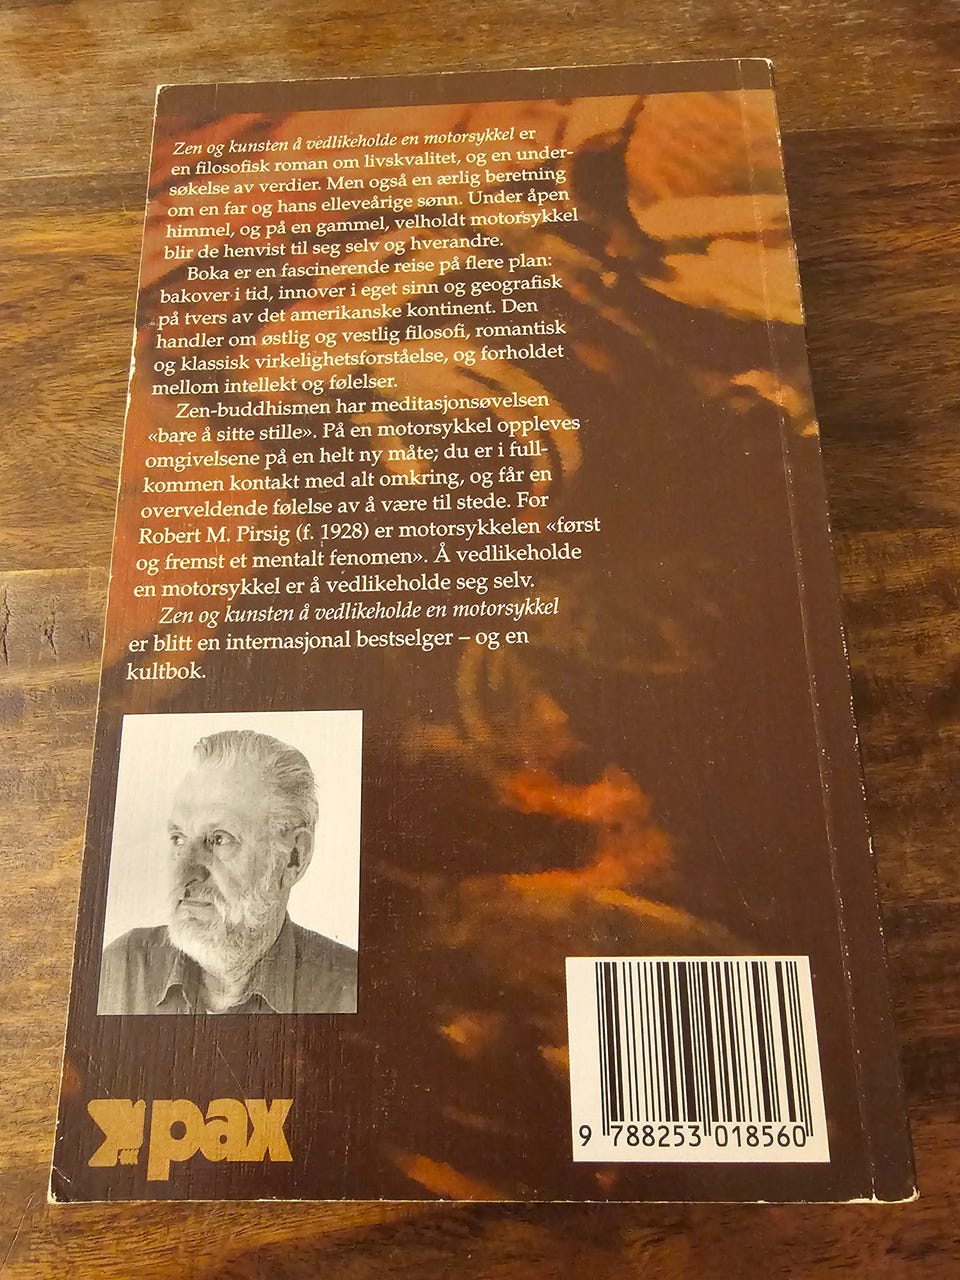 Zen og kunsten å vedlikeholde en motorsykkel er
en filosofisk roman om livskvalitet, og en under-
søkelse av verdier. Men også en ærlig beretning
om en far og hans elleveårige sønn. Under åpen
himmel, og på en gammel, velholdt motorsykkel
blir de henvist til seg selv og hverandre.
Boka er en fascinerende reise på flere plan:
bakover i tid, innover i eget sinn og geografisk
på tvers av det amerikanske kontinent. Den
handler om østlig og vestlig filosofi, romantisk
og klassisk virkelighetsforståelse, og forholdet
mellom intellekt og følelser.
Zen-buddhismen har meditasjonsøvelsen
«bare å sitte stille». På en motorsykkel oppleves
omgivelsene på en helt ny måte; du er i full-
kommen kontakt med alt omkring, og får en
overveldende følelse av å være til stede. For
Robert M. Pirsig (f. 1928) er motorsykkelen «først
og fremst et mentalt fenomen». Å vedlikeholde
en motorsykkel er å vedlikeholde seg selv.
Zen og kunsten å vedlikeholde en motorsykkel
er blitt en internasjonal bestselger – og en
kultbok.
pax
9 788253 018560